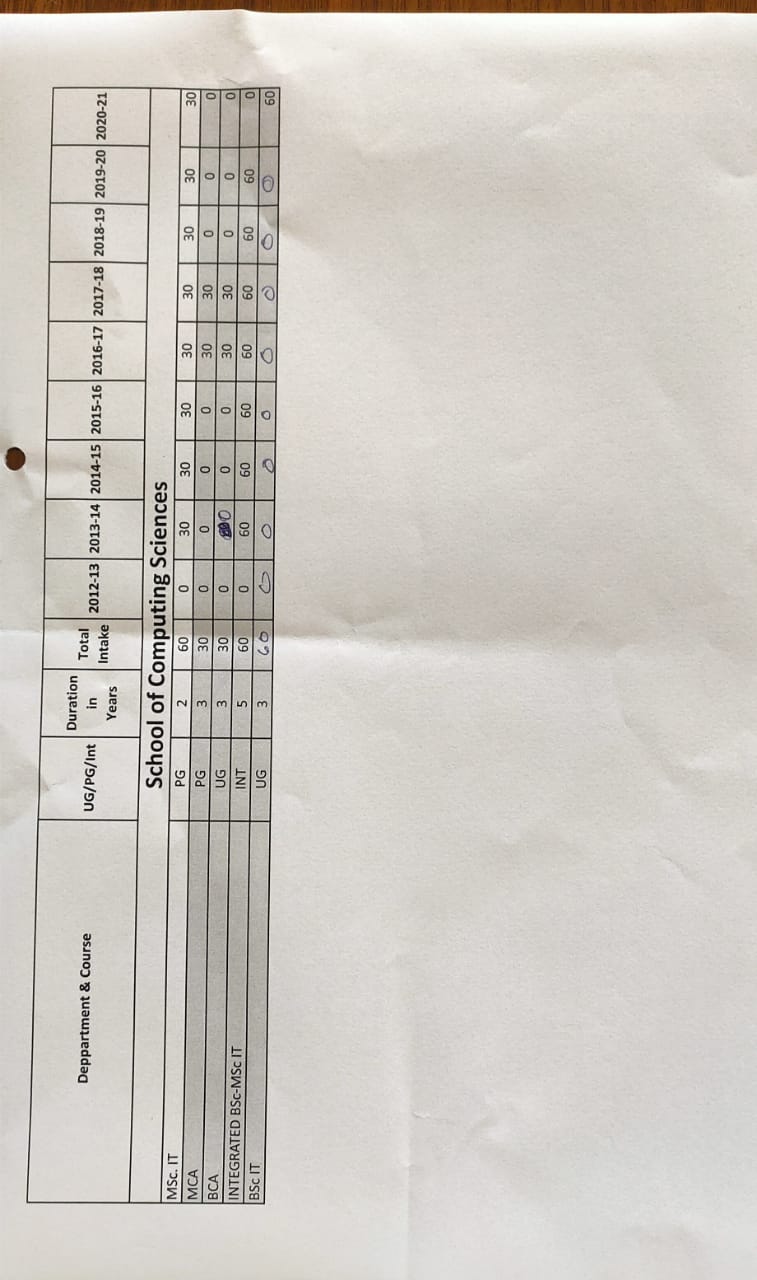 Deppartment & Course UG/PG/Int Duration in Years Total Intake 2012-13 2013-14 2014-15 2015-16 2016-17 2017-18 2018-19 2019-20 2020-21
School of Computing Sciences
MSc. IT PG 2 60 0 30 30 30 30 30 30 30 30
MCA PG 3 30 0 0 0 0 30 30 0 0 0
BCA UG 3 30 0 0 0 0 30 30 0 0 0
INTEGRATED BSc-MSc IT INT 5 60 0 60 60 60 60 60 60 60 0
BSc IT UG 3 60 0 0 0 0 0 0 0 0 60